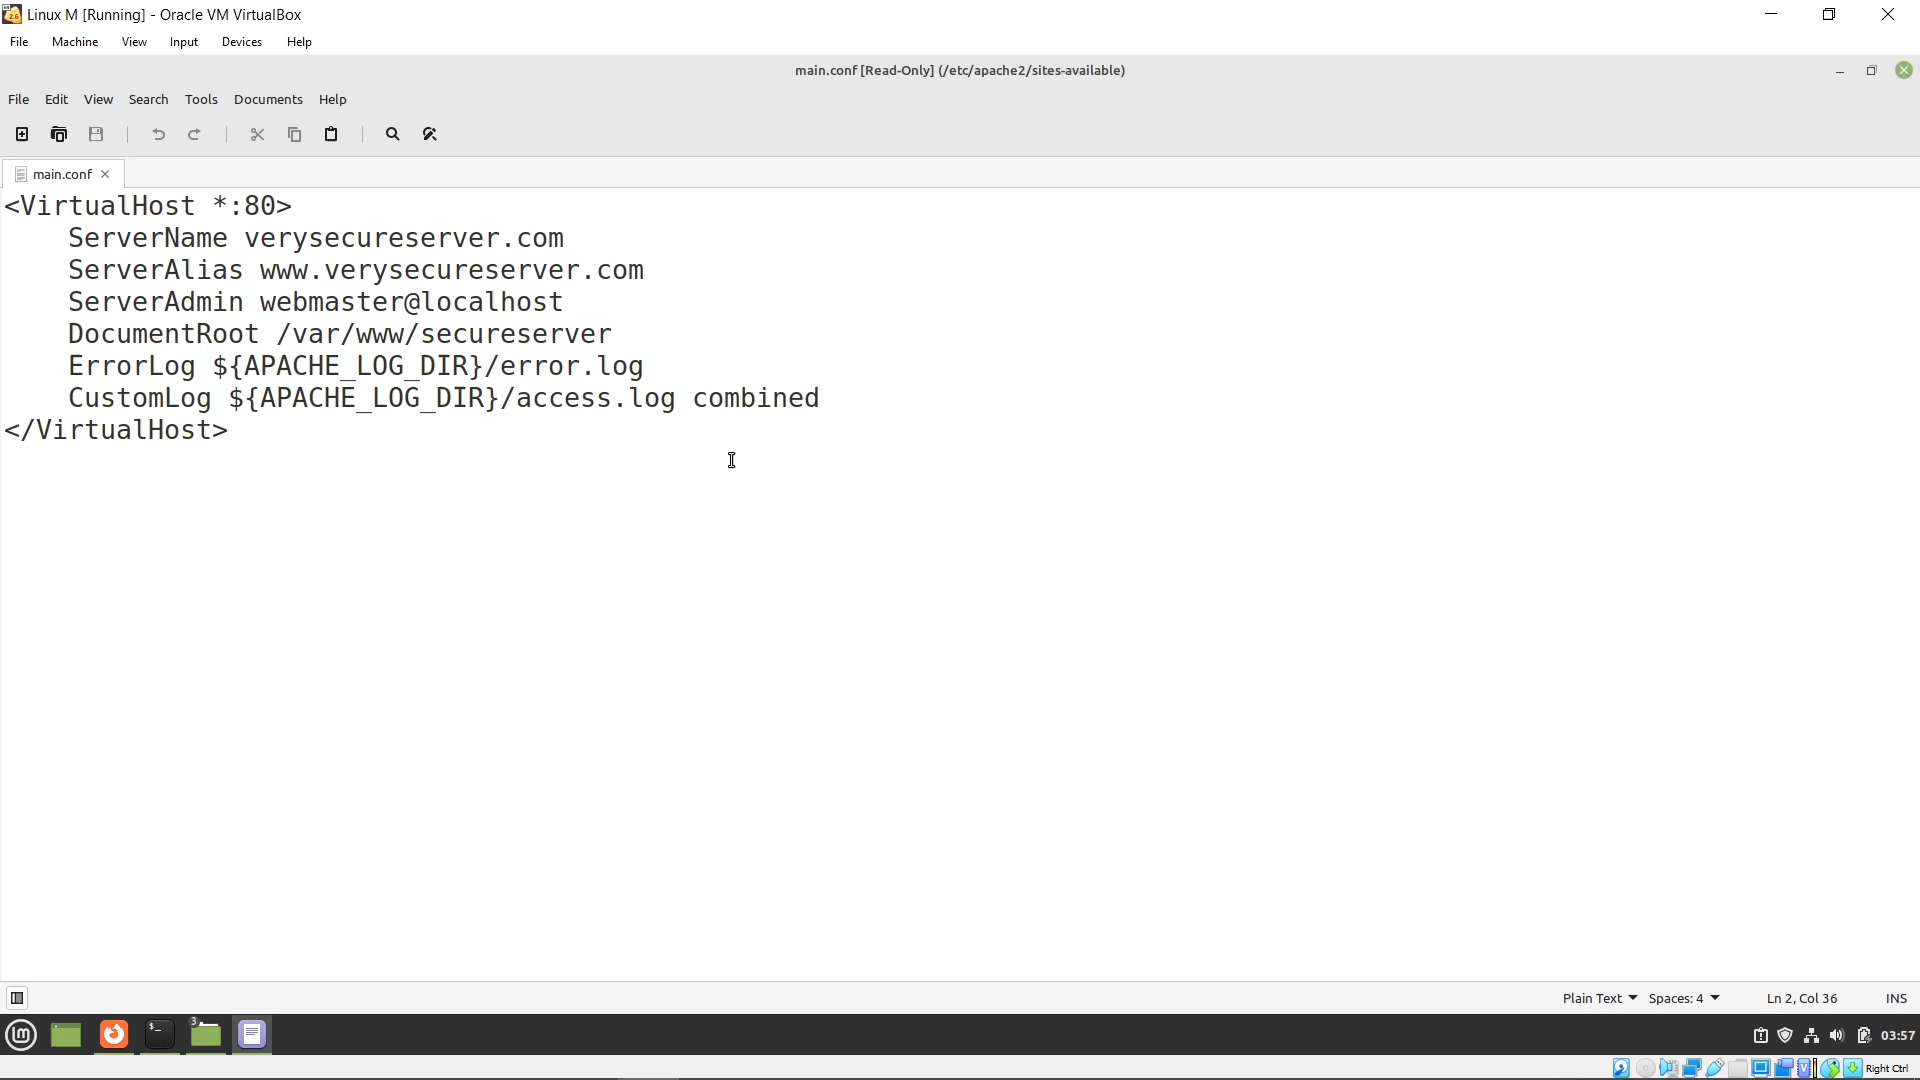 Linux M [Running] - Oracle VM VirtualBox
File Machine View Input Devices Help
main.conf [Read-Only] (/etc/apache2/sites-available)
File Edit View Search Tools Documents Help
main.conf
<VirtualHost *:80>
    ServerName verysecureserver.com
    ServerAlias www.verysecureserver.com
    ServerAdmin webmaster@localhost
    DocumentRoot /var/www/secureserver
    ErrorLog ${APACHE_LOG_DIR}/error.log
    CustomLog ${APACHE_LOG_DIR}/access.log combined
</VirtualHost>
Plain Text Spaces: 4 Ln 2, Col 36 INS
3
03:57
Right Ctrl